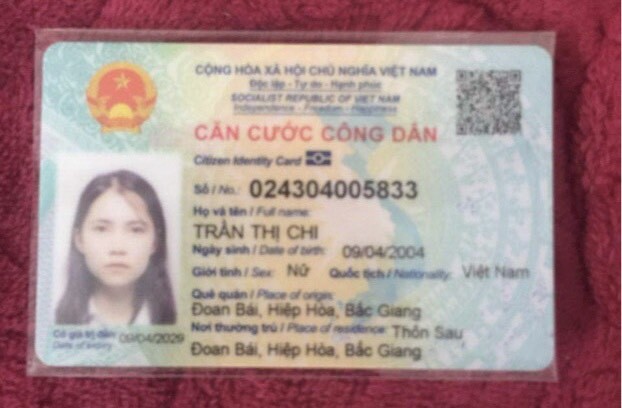 CỘNG HÒA XÃ HỘI CHỦ NGHĨA VIỆT NAM
Độc lập - Tự do - Hạnh phúc
SOCIALIST REPUBLIC OF VIET NAM
Independence - Freedom - Happiness
CĂN CƯỚC CÔNG DÂN
Citizen Identity Card
Số / No.: 024304005833
Họ và tên / Full name:
TRẦN THỊ CHI
Ngày sinh / Date of birth: 09/04/2004
Giới tính / Sex: Nữ Quốc tịch / Nationality: Việt Nam
Quê quán / Place of origin:
Đoan Bái, Hiệp Hòa, Bắc Giang
Nơi thường trú / Place of residence: Thôn Sau
Đoan Bái, Hiệp Hòa, Bắc Giang
Có giá trị đến: 09/04/2029
Date of expiry